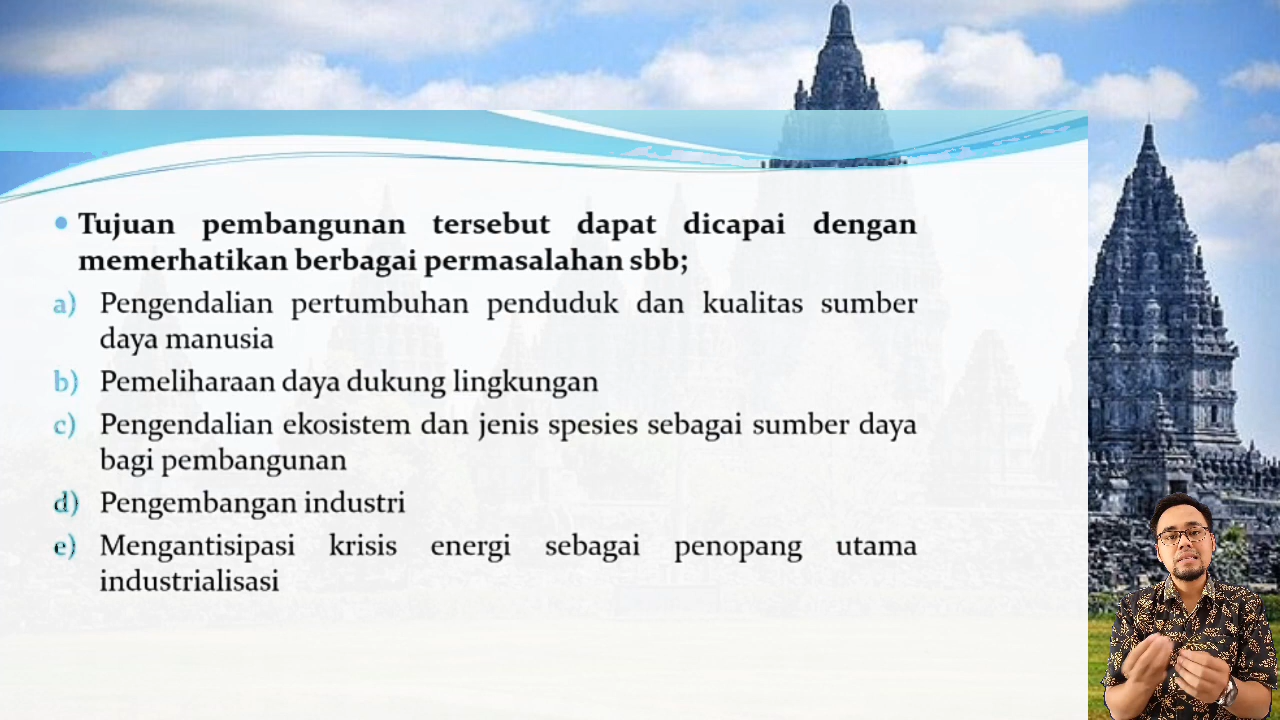 • Tujuan pembangunan tersebut dapat dicapai dengan
memerhatikan berbagai permasalahan sbb;
a) Pengendalian pertumbuhan penduduk dan kualitas sumber
daya manusia
b) Pemeliharaan daya dukung lingkungan
c) Pengendalian ekosistem dan jenis spesies sebagai sumber daya
bagi pembangunan
d) Pengembangan industri
e) Mengantisipasi krisis energi sebagai penopang utama
industrialisasi